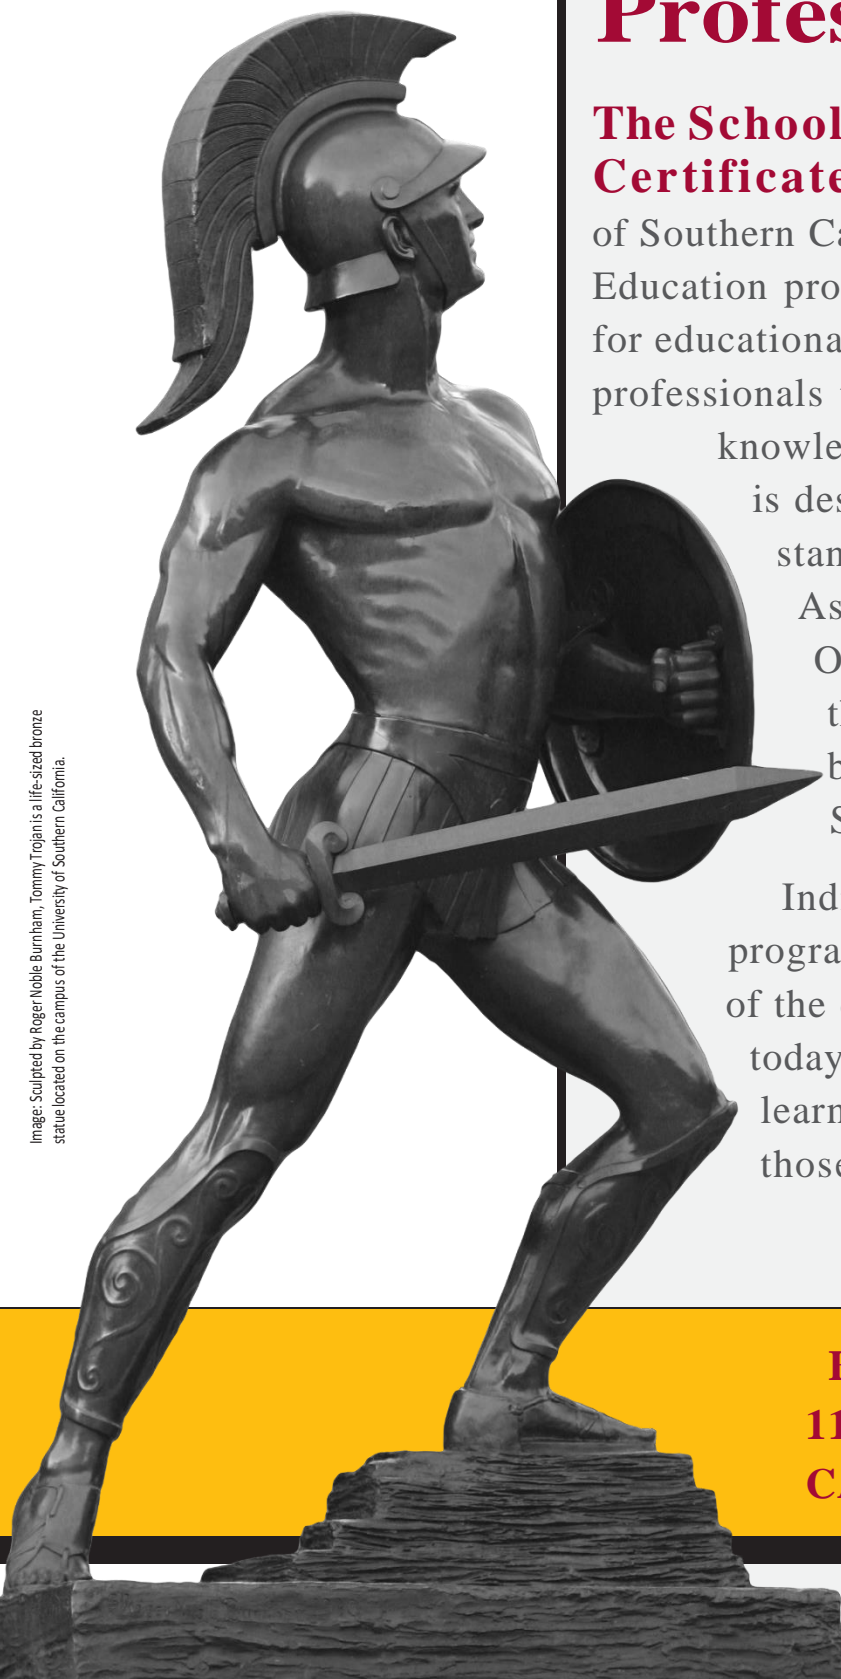 Profes
The School
Certificate
of Southern Ca
Education pro
for educationa
professionals
knowle
is des
stan
As
O
th
b
S
Ind
progra
of the
today
learn
those
11
CA
Image: Sculpted by Roger Noble Burnham, Tommy Trojan is a life-sized bronze
statue located on the campus of the University of Southern California.